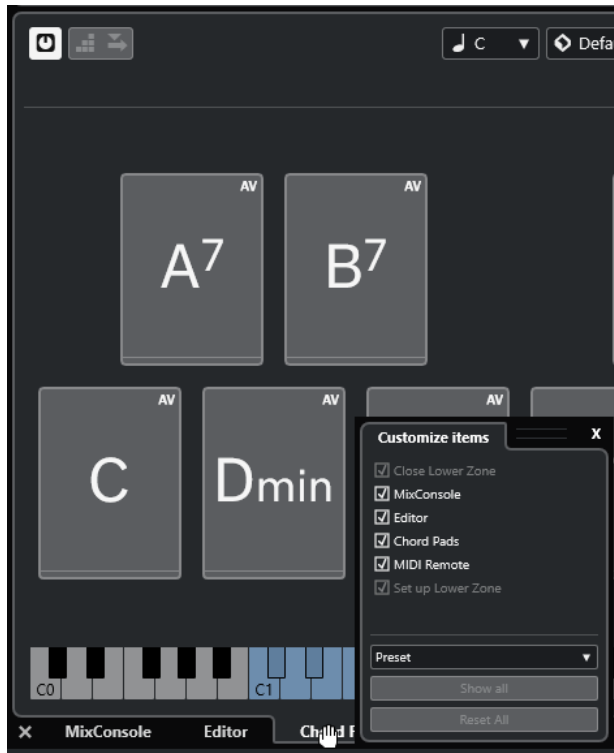 C
AV
AV
A7
B7
AV
AV
AV
C
Dmin
Customize items
X
Close Lower Zone
MixConsole
Editor
Chord Pads
MIDI Remote
Set up Lower Zone
Preset
Show all
Reset All
C0
C1
MixConsole
Editor